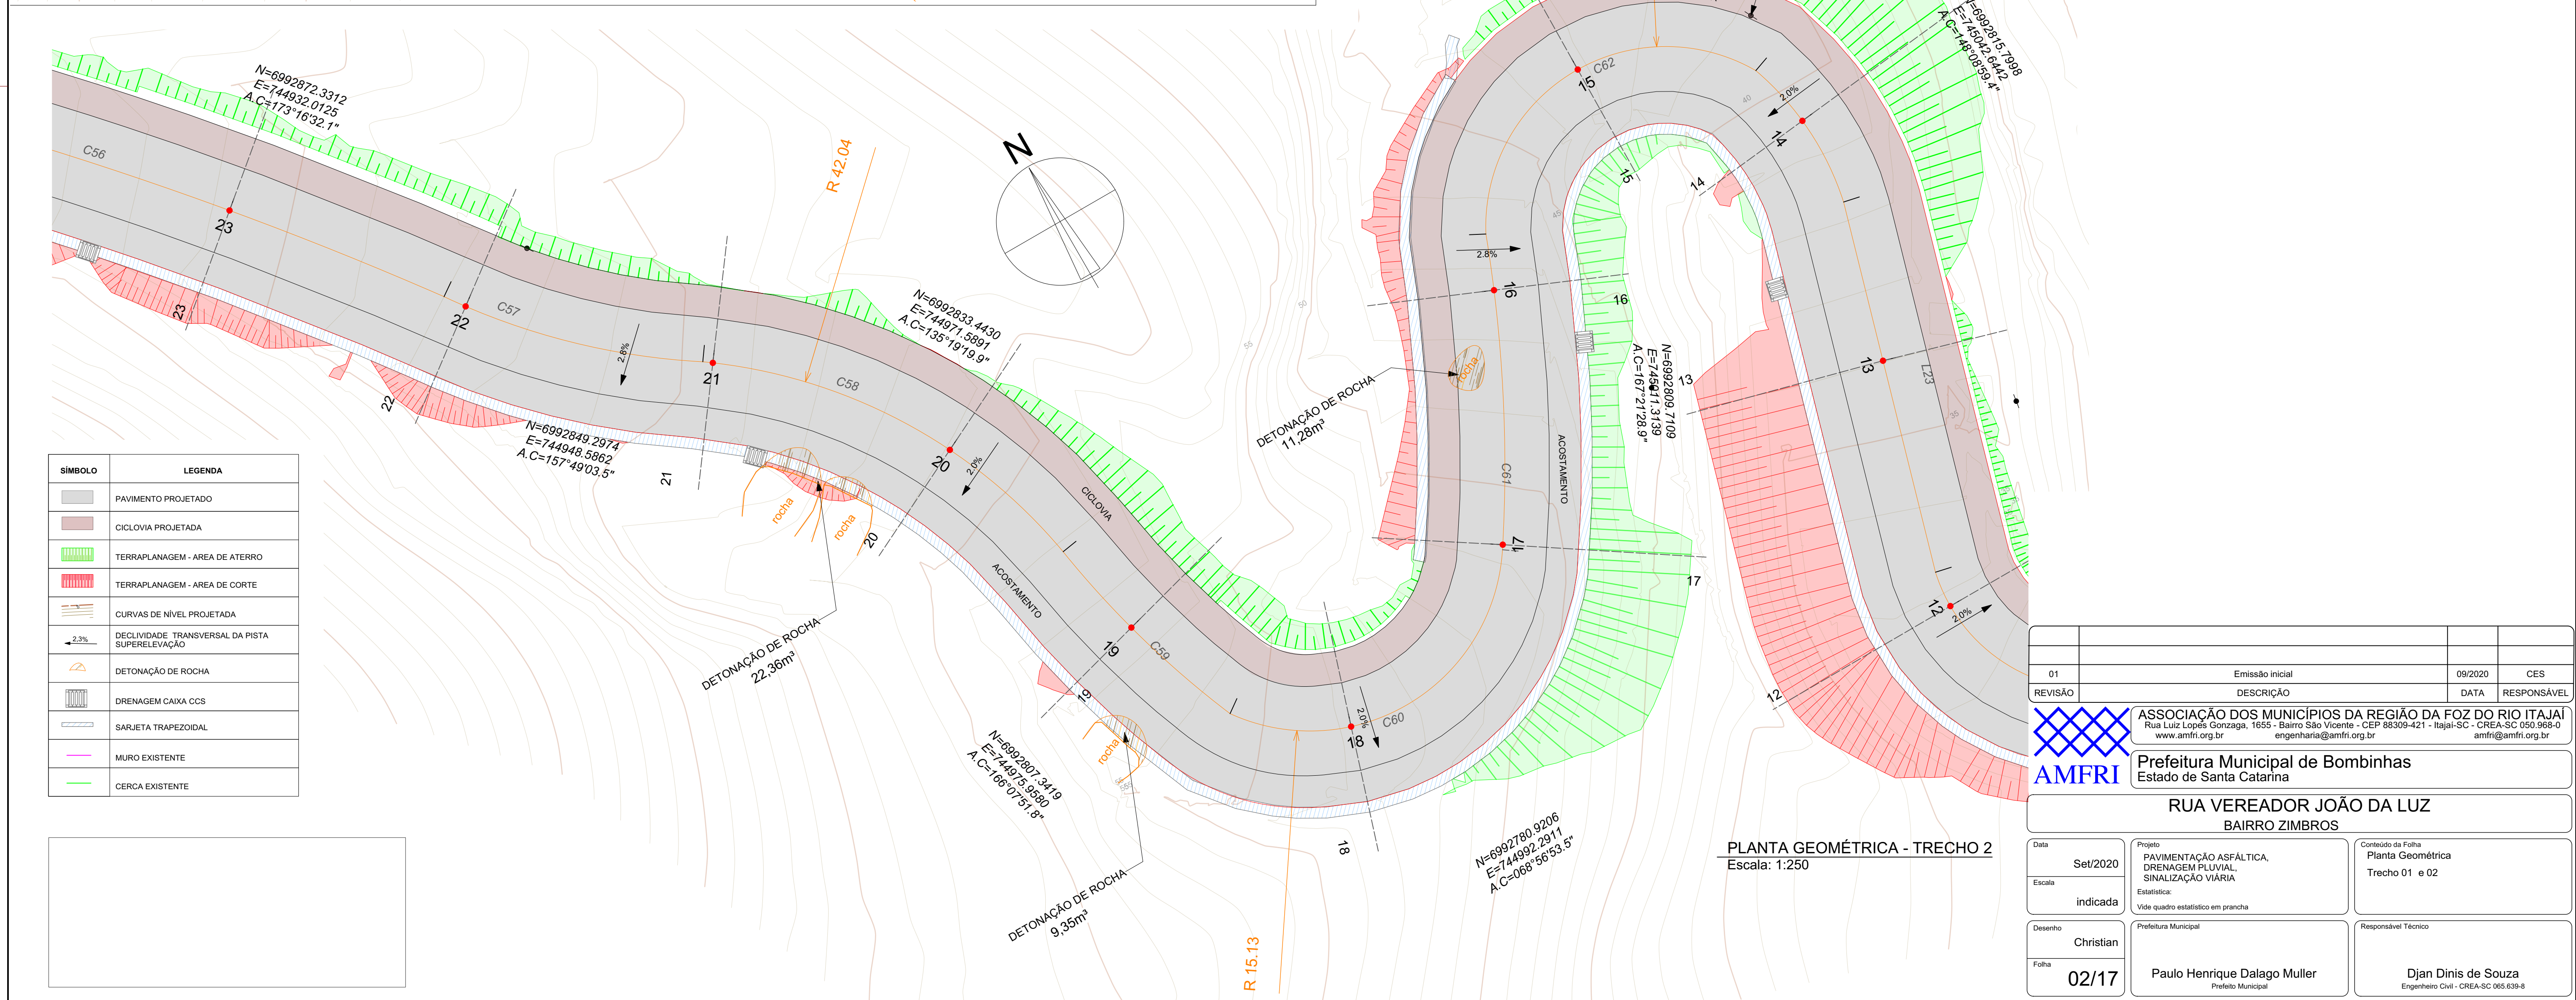 N=6992872.3312
E=744932.0125
A.C=173°16'32.1"
C56
23
23
22
22
C57
2.8%
21
21
N=6992849.2974
E=744948.5862
A.C=157°49'03.5"
R 42.04
C58
N
N=6992833.4430
E=744971.5891
A.C=135°19'19.9"
20
20
2.0%
rocha
rocha
DETONAÇÃO DE ROCHA
22,36m³
CICLOVIA
ACOSTAMENTO
19
19
C59
N=6992807.3419
E=744975.9580
A.C=166°07'51.8"
rocha
DETONAÇÃO DE ROCHA
9,35m³
R 15.13
18
18
2.0%
C60
N=6992780.9206
E=744992.2911
A.C=068°56'53.5"
55
50
DETONAÇÃO DE ROCHA
11,28m³
rocha
C61
ACOSTAMENTO
17
17
16
16
2.8%
45
15
15
C62
40
2.0%
14
14
N=6992815.7998
E=745042.6442
A.C=148°08'59.4"
N=6992809.7109
E=745011.3139
A.C=167°21'28.9"
13
13
L23
35
12
12
2.0%
PLANTA GEOMÉTRICA - TRECHO 2
Escala: 1:250
SÍMBOLO LEGENDA
PAVIMENTO PROJETADO
CICLOVIA PROJETADA
TERRAPLANAGEM - AREA DE ATERRO
TERRAPLANAGEM - AREA DE CORTE
CURVAS DE NÍVEL PROJETADA
2,3% DECLIVIDADE TRANSVERSAL DA PISTA
SUPERELEVAÇÃO
DETONAÇÃO DE ROCHA
DRENAGEM CAIXA CCS
SARJETA TRAPEZOIDAL
MURO EXISTENTE
CERCA EXISTENTE
01 Emissão inicial 09/2020 CES
REVISÃO DESCRIÇÃO DATA RESPONSÁVEL
AMFRI
ASSOCIAÇÃO DOS MUNICÍPIOS DA REGIÃO DA FOZ DO RIO ITAJAÍ
Rua Luiz Lopes Gonzaga, 1655 - Bairro São Vicente - CEP 88309-421 - Itajaí-SC - CREA-SC 050.968-0
www.amfri.org.br engenharia@amfri.org.br amfri@amfri.org.br
Prefeitura Municipal de Bombinhas
Estado de Santa Catarina
RUA VEREADOR JOÃO DA LUZ
BAIRRO ZIMBROS
Data
Set/2020
Escala
indicada
Projeto
PAVIMENTAÇÃO ASFÁLTICA,
DRENAGEM PLUVIAL,
SINALIZAÇÃO VIÁRIA
Estatística:
Vide quadro estatístico em prancha
Conteúdo da Folha
Planta Geométrica
Trecho 01 e 02
Desenho
Christian
Folha
02/17
Prefeitura Municipal
Paulo Henrique Dalago Muller
Prefeito Municipal
Responsável Técnico
Djan Dinis de Souza
Engenheiro Civil - CREA-SC 065.639-8